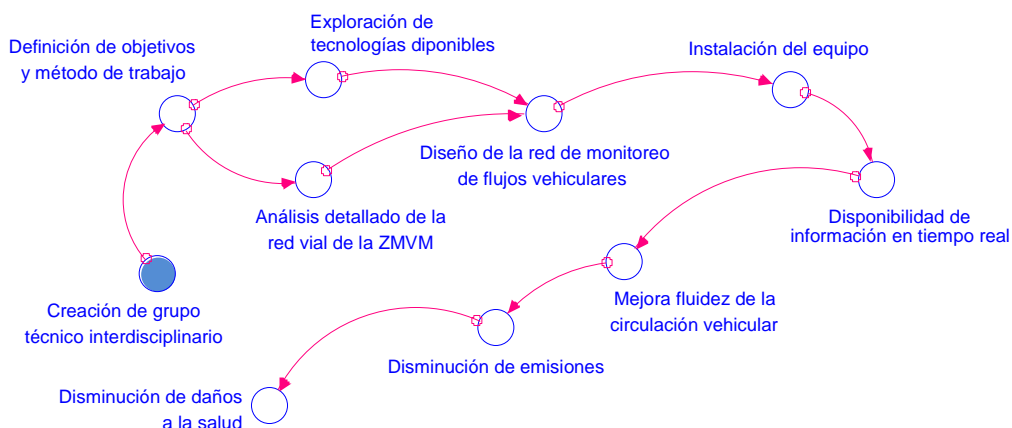 Exploración de
tecnologías diponibles
Definición de objetivos
y método de trabajo
Instalación del equipo
Diseño de la red de monitoreo
de flujos vehiculares
Análisis detallado de la
red vial de la ZMVM
Disponibilidad de
información en tiempo real
Creación de grupo
técnico interdisciplinario
Mejora fluidez de la
circulación vehicular
Disminución de emisiones
Disminución de daños
a la salud